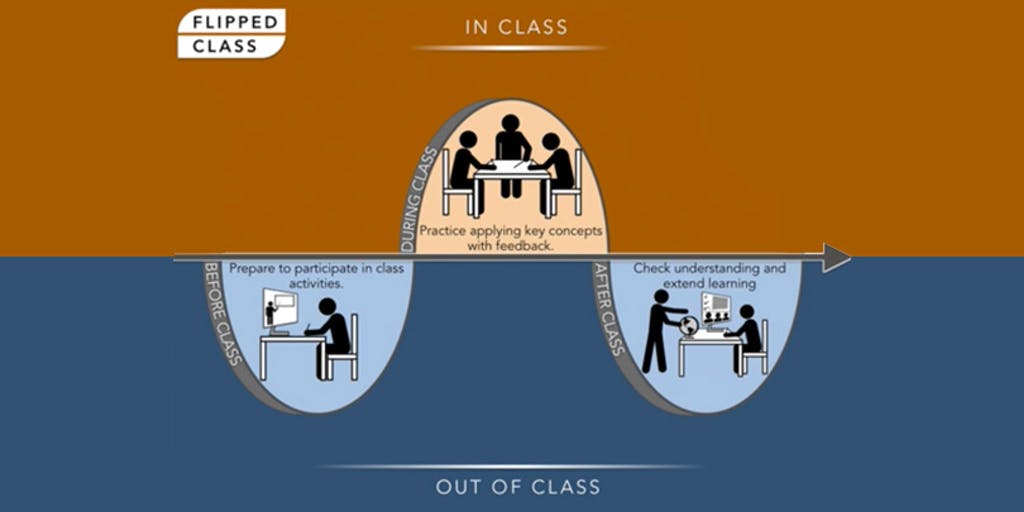 FLIPPED
CLASS
IN CLASS
DURING CLASS
Practice applying key concepts
with feedback.
BEFORE CLASS
Prepare to participate in class
activities.
AFTER CLASS
Check understanding and
extend learning
OUT OF CLASS